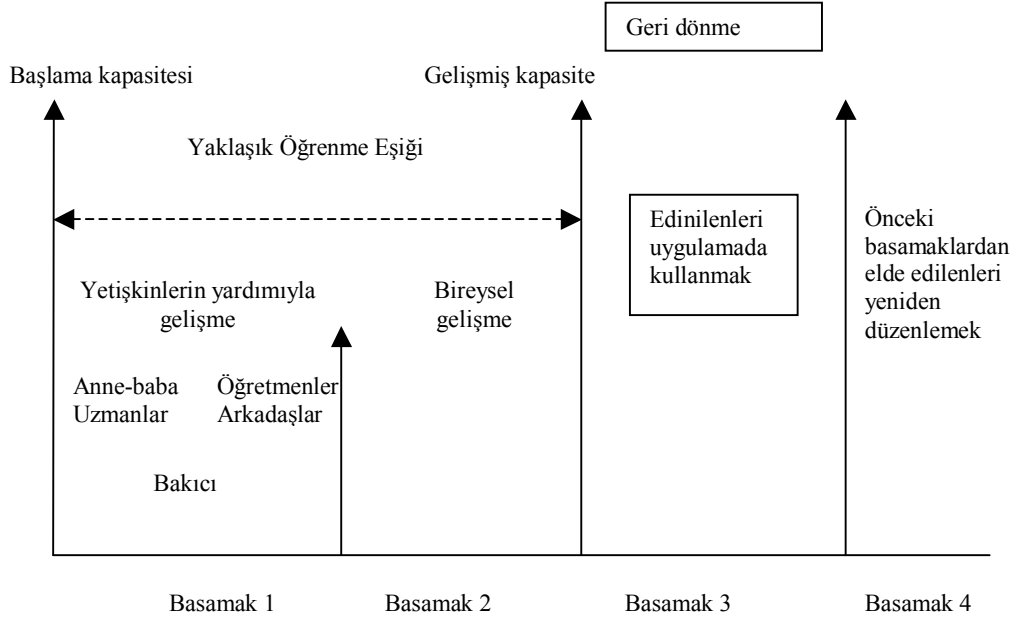 Geri dönme
Başlama kapasitesi
Gelişmiş kapasite
Yaklaşık Öğrenme Eşiği
Yetişkinlerin yardımıyla
gelişme
Anne-baba
Uzmanlar
Öğretmenler
Arkadaşlar
Bakıcı
Bireysel
gelişme
Edinilenleri
uygulamada
kullanmak
Önceki
basamaklardan
elde edilenleri
yeniden
düzenlemek
Basamak 1
Basamak 2
Basamak 3
Basamak 4